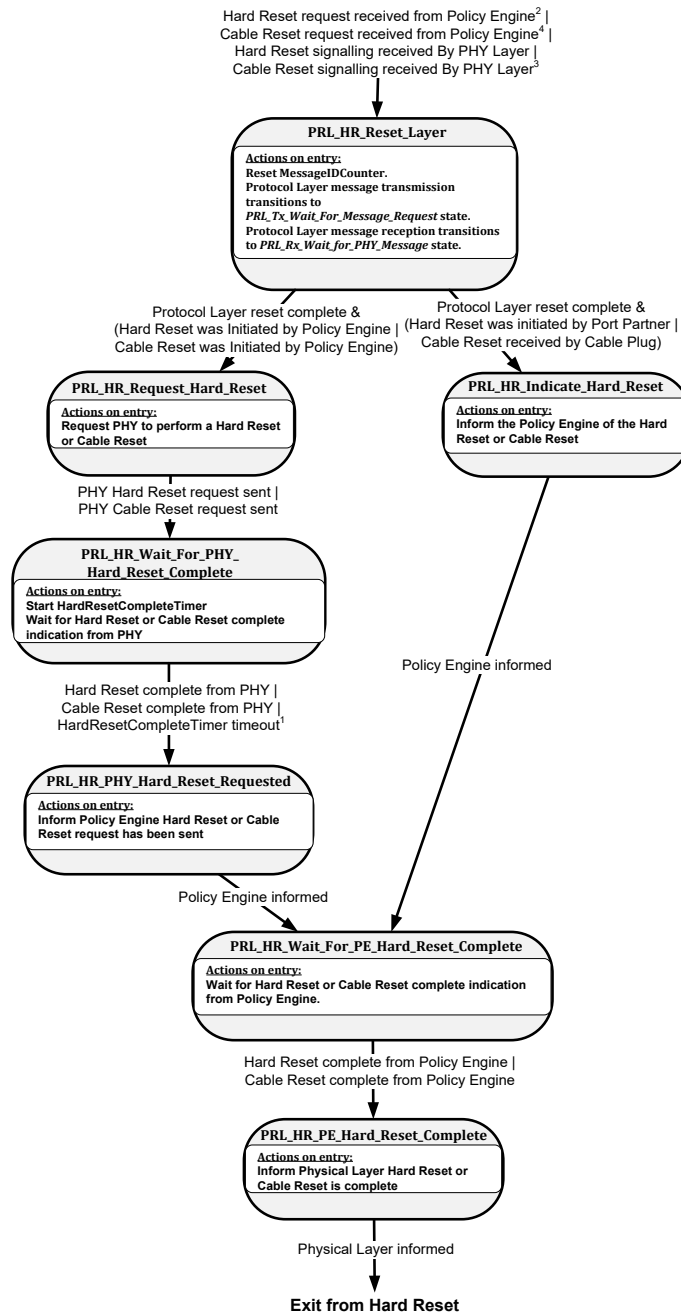 Hard Reset request received from Policy Engine² |
Cable Reset request received from Policy Engine⁴ |
Hard Reset signalling received By PHY Layer |
Cable Reset signalling received By PHY Layer³
PRL_HR_Reset_Layer
Actions on entry:
Reset MessageIDCounter.
Protocol Layer message transmission
transitions to
PRL_Tx_Wait_For_Message_Request state.
Protocol Layer message reception transitions
to PRL_Rx_Wait_for_PHY_Message state.
Protocol Layer reset complete &
(Hard Reset was Initiated by Policy Engine |
Cable Reset was Initiated by Policy Engine)
Protocol Layer reset complete &
(Hard Reset was initiated by Port Partner |
Cable Reset received by Cable Plug)
PRL_HR_Request_Hard_Reset
Actions on entry:
Request PHY to perform a Hard Reset
or Cable Reset
PRL_HR_Indicate_Hard_Reset
Actions on entry:
Inform the Policy Engine of the Hard
Reset or Cable Reset
PHY Hard Reset request sent |
PHY Cable Reset request sent
PRL_HR_Wait_For_PHY_
Hard_Reset_Complete
Actions on entry:
Start HardResetCompleteTimer
Wait for Hard Reset or Cable Reset complete
indication from PHY
Policy Engine informed
Hard Reset complete from PHY |
Cable Reset complete from PHY |
HardResetCompleteTimer timeout¹
PRL_HR_PHY_Hard_Reset_Requested
Actions on entry:
Inform Policy Engine Hard Reset or Cable
Reset request has been sent
Policy Engine informed
PRL_HR_Wait_For_PE_Hard_Reset_Complete
Actions on entry:
Wait for Hard Reset or Cable Reset complete indication
from Policy Engine.
Hard Reset complete from Policy Engine |
Cable Reset complete from Policy Engine
PRL_HR_PE_Hard_Reset_Complete
Actions on entry:
Inform Physical Layer Hard Reset or
Cable Reset is complete
Physical Layer informed
Exit from Hard Reset